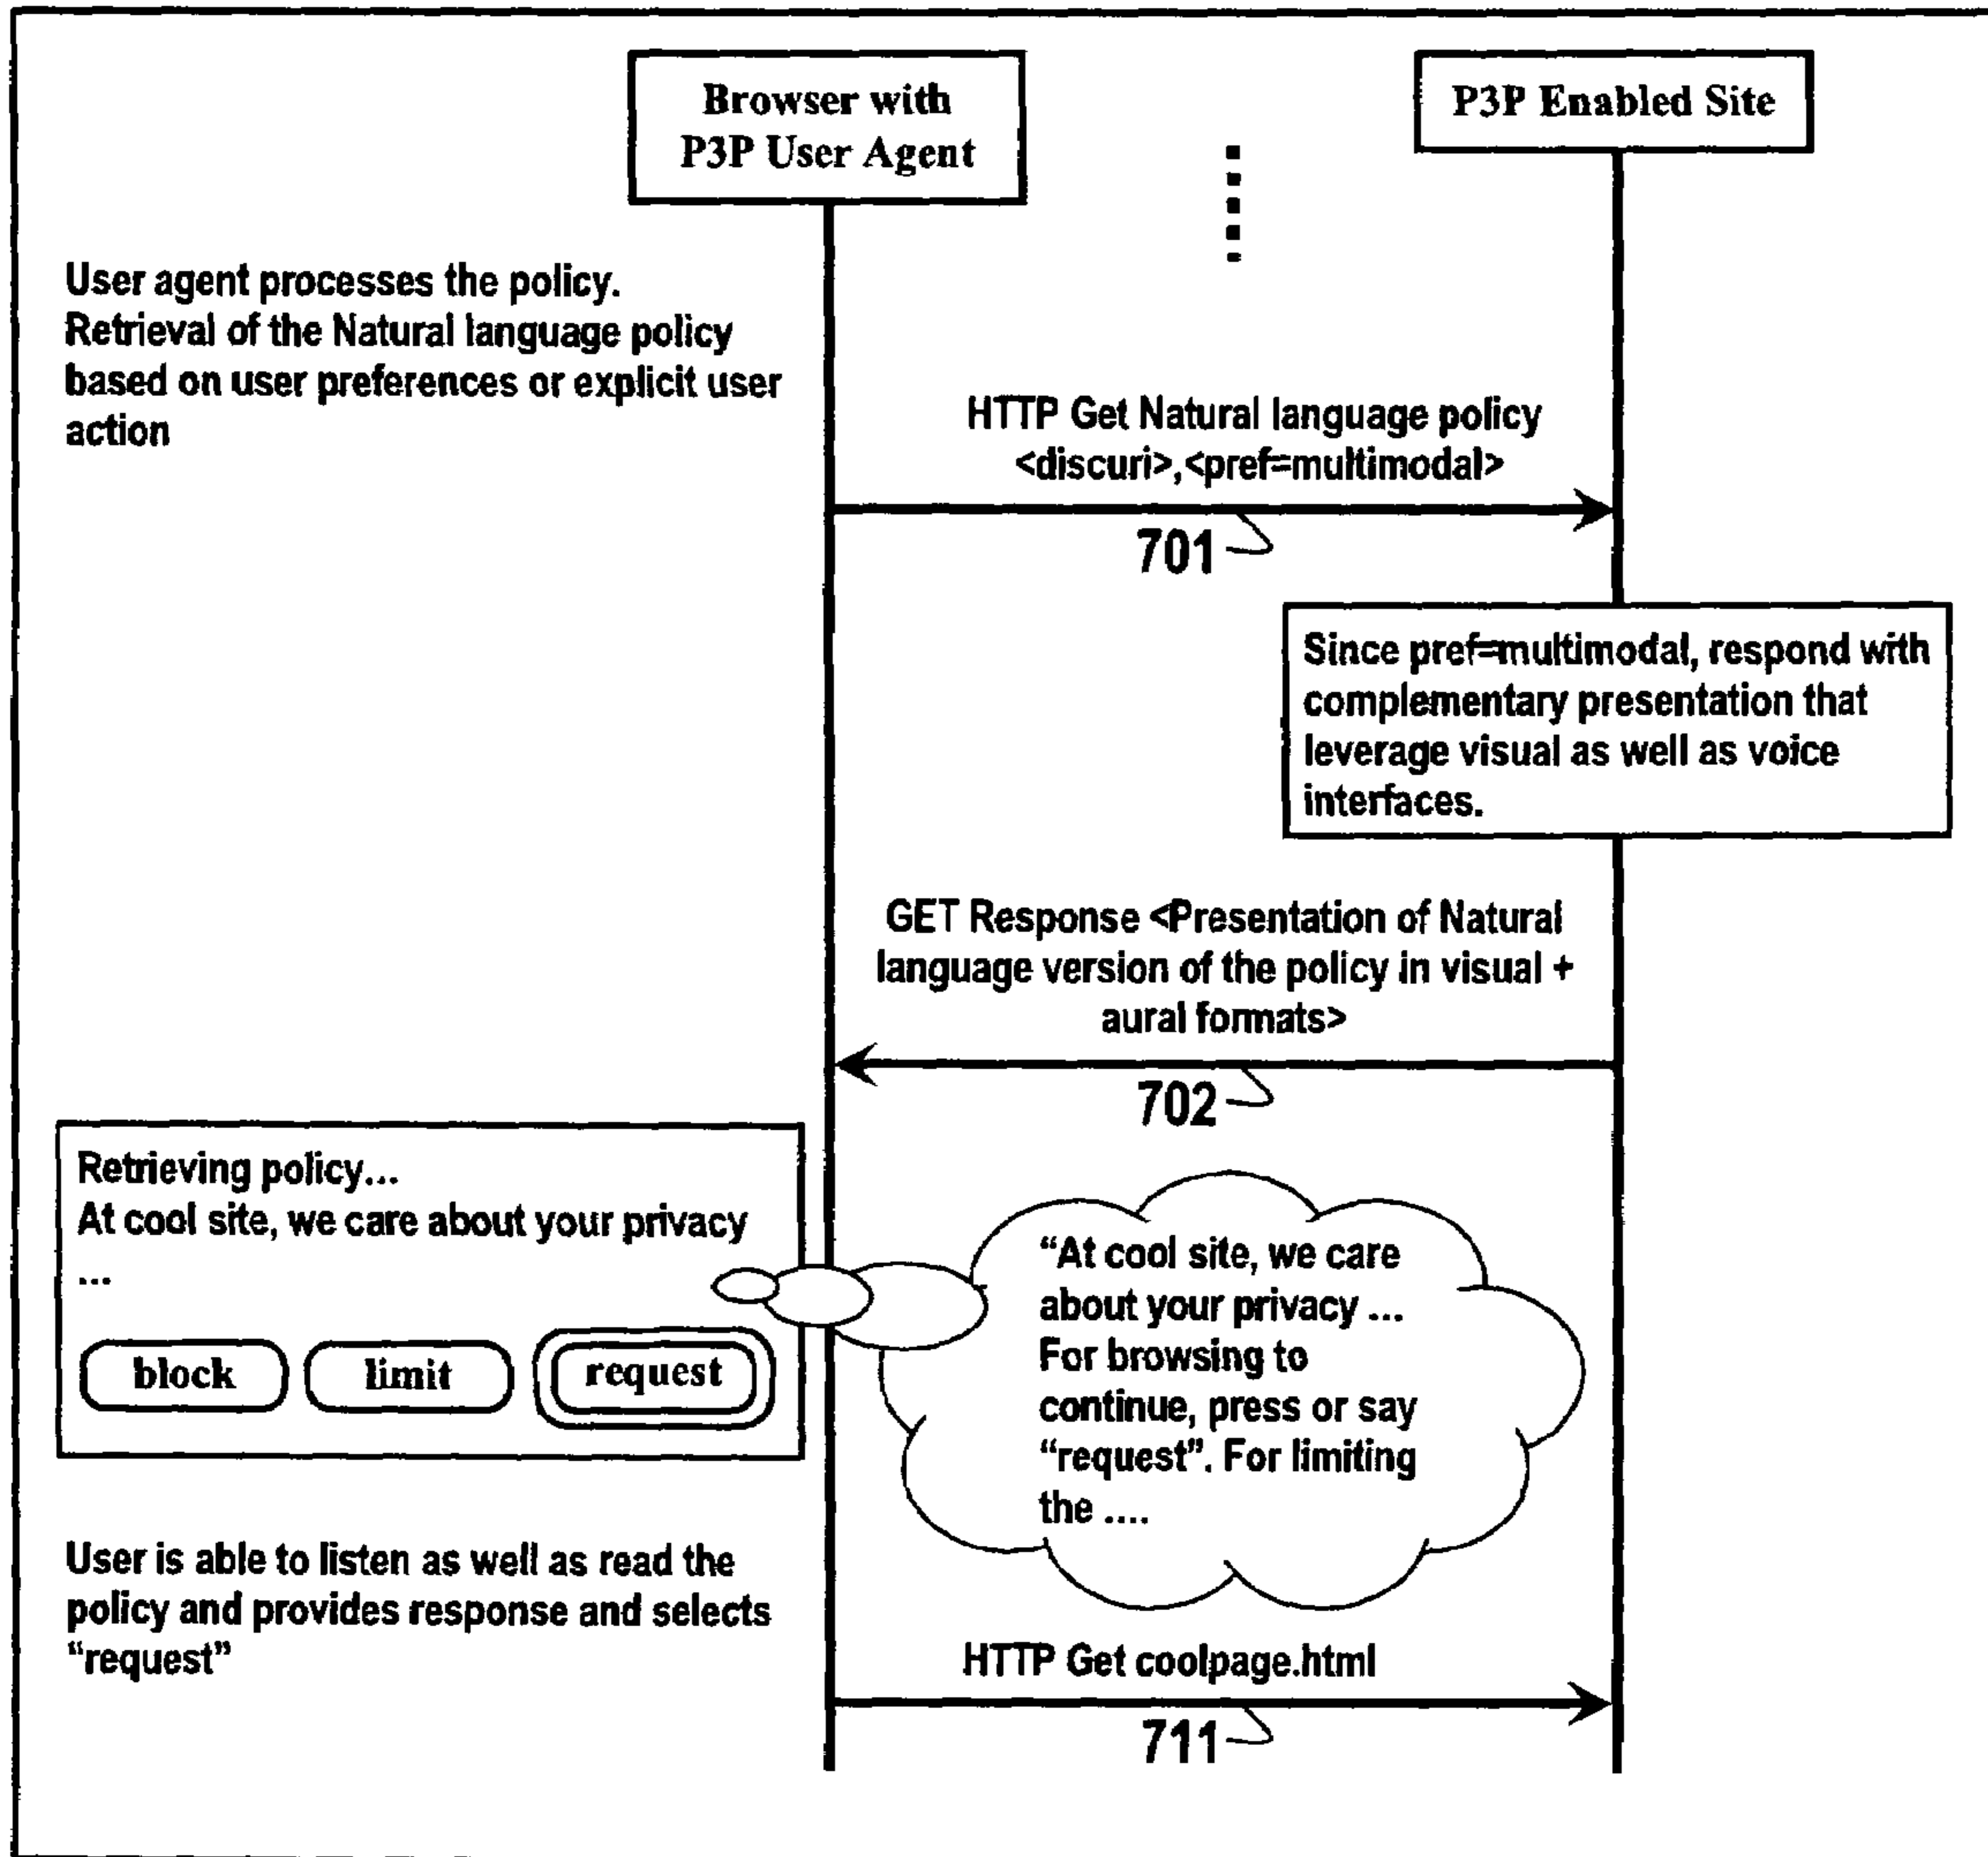 Browser with
P3P User Agent
P3P Enabled Site
User agent processes the policy.
Retrieval of the Natural language policy
based on user preferences or explicit user
action
HTTP Get Natural language policy
<discuri>,<pref=multimodal>
701
Since pref=multimodal, respond with
complementary presentation that
leverage visual as well as voice
interfaces.
GET Response <Presentation of Natural
language version of the policy in visual +
aural formats>
702
Retrieving policy...
At cool site, we care about your privacy
...
block
limit
request
“At cool site, we care
about your privacy ...
For browsing to
continue, press or say
“request”. For limiting
the ....
User is able to listen as well as read the
policy and provides response and selects
“request”
HTTP Get coolpage.html
711